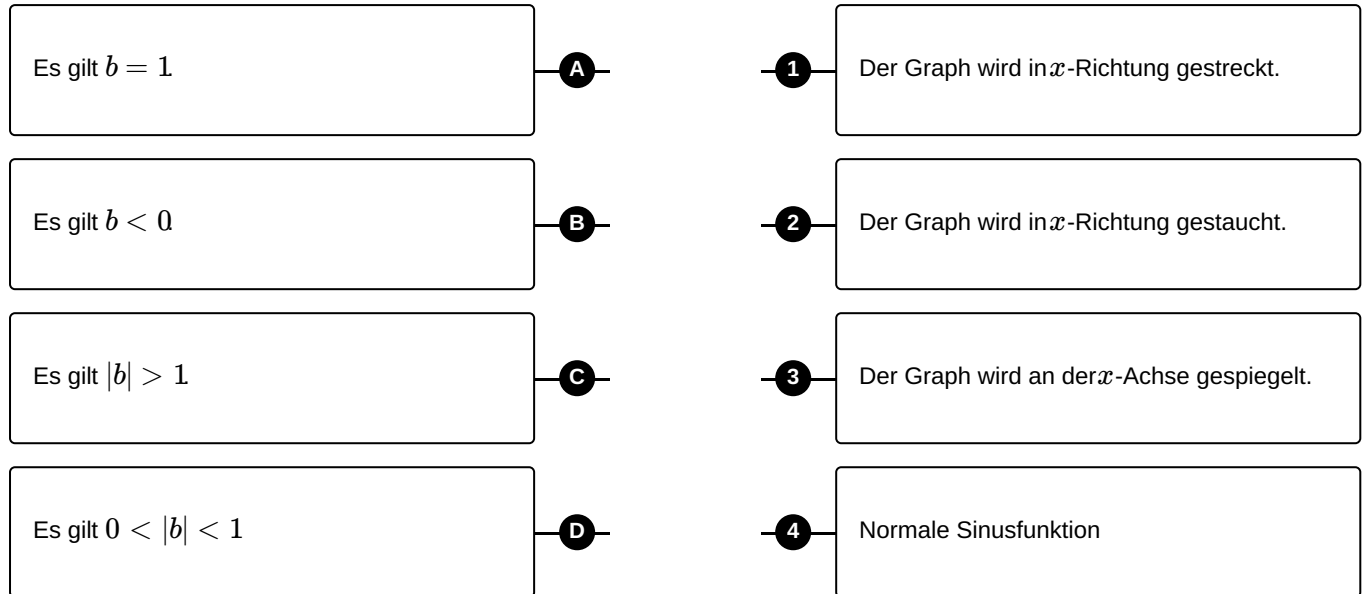 Es gilt b = 1 A 1 Der Graph wird in x-Richtung gestreckt.
Es gilt b < 0 B 2 Der Graph wird in x-Richtung gestaucht.
Es gilt |b| > 1 C 3 Der Graph wird an der x-Achse gespiegelt.
Es gilt 0 < |b| < 1 D 4 Normale Sinusfunktion